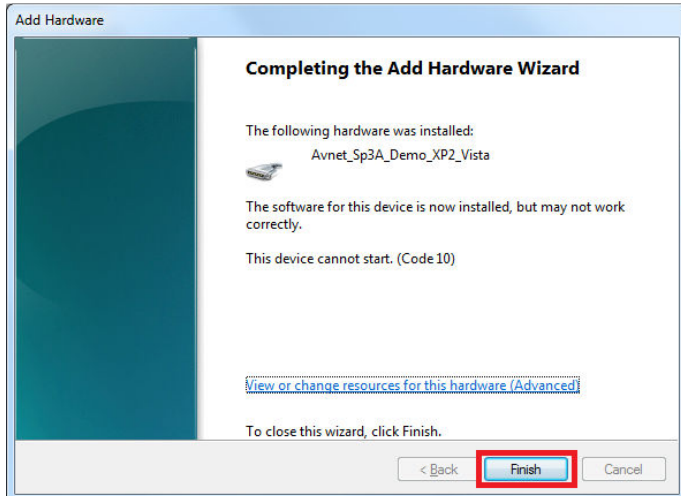 Add Hardware
Completing the Add Hardware Wizard
The following hardware was installed:
Avnet_Sp3A_Demo_XP2_Vista
The software for this device is now installed, but may not work
correctly.
This device cannot start. (Code 10)
View or change resources for this hardware (Advanced)
To close this wizard, click Finish.
< Back Finish Cancel